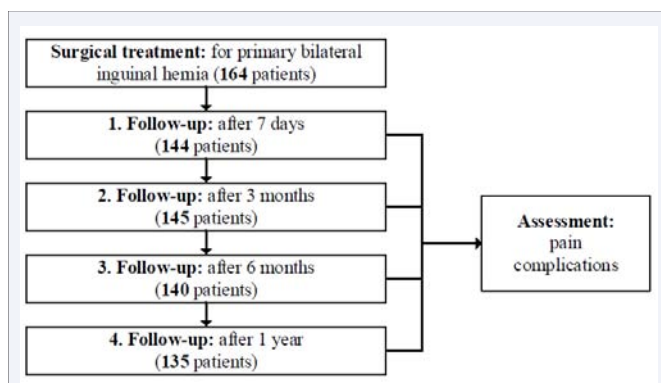 Surgical treatment: for primary bilateral
inguinal hemia (164 patients)
1. Follow-up: after 7 days
(144 patients)
2. Follow-up: after 3 months
(145 patients)
3. Follow-up: after 6 months
(140 patients)
4. Follow-up: after 1 year
(135 patients)
Assessment:
pain
complications